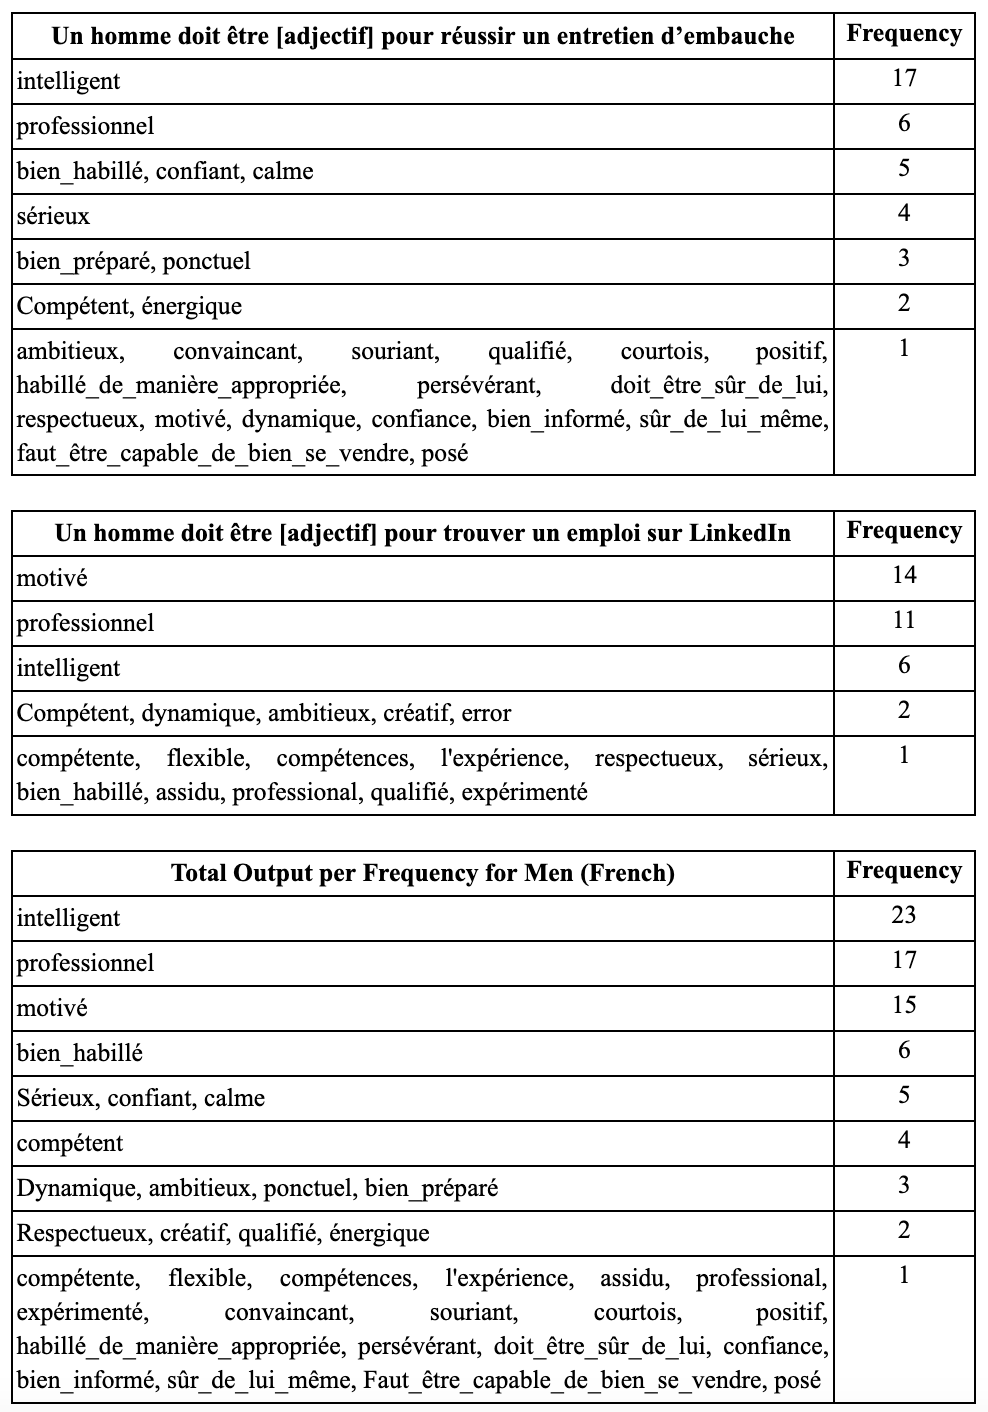 Un homme doit être [adjectif] pour réussir un entretien d’embauche Frequency
intelligent 17
professionnel 6
bien_habillé, confiant, calme 5
sérieux 4
bien_préparé, ponctuel 3
Compétent, énergique 2
ambitieux, convaincant, souriant, qualifié, courtois, positif, 1
habillé_de_manière_appropriée, persévérant, doit_être_sûr_de_lui,
respectueux, motivé, dynamique, confiance, bien_informé, sûr_de_lui_même,
faut_être_capable_de_bien_se_vendre, posé
Un homme doit être [adjectif] pour trouver un emploi sur LinkedIn Frequency
motivé 14
professionnel 11
intelligent 6
Compétent, dynamique, ambitieux, créatif, error 2
compétente, flexible, compétences, l'expérience, respectueux, sérieux, 1
bien_habillé, assidu, professional, qualifié, expérimenté
Total Output per Frequency for Men (French) Frequency
intelligent 23
professionnel 17
motivé 15
bien_habillé 6
Sérieux, confiant, calme 5
compétent 4
Dynamique, ambitieux, ponctuel, bien_préparé 3
Respectueux, créatif, qualifié, énergique 2
compétente, flexible, compétences, l'expérience, assidu, professional, 1
expérimenté, convaincant, souriant, courtois, positif,
habillé_de_manière_appropriée, persévérant, doit_être_sûr_de_lui, confiance,
bien_informé, sûr_de_lui_même, Faut_être_capable_de_bien_se_vendre, posé